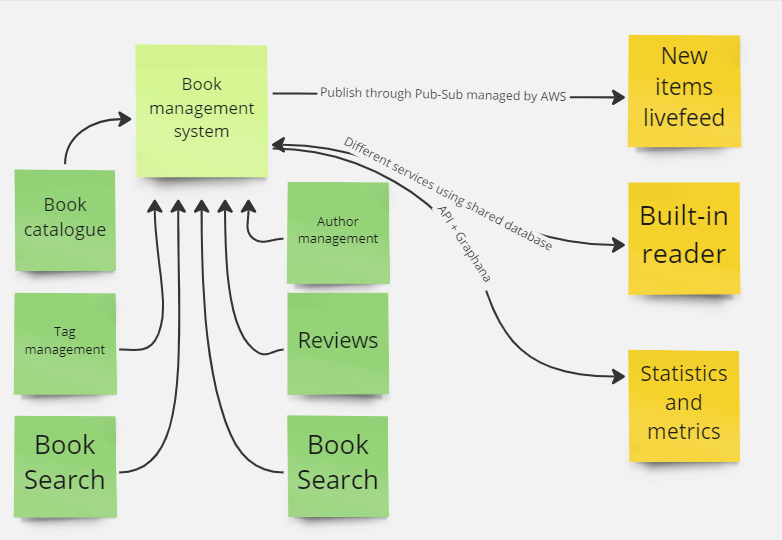 Book
management
system
Publish through Pub-Sub managed by AWS
New
items
livefeed
Different services using shared database
API + Graphana
Book
catalogue
Author
management
Built-in
reader
Tag
management
Reviews
Statistics
and
metrics
Book
Search
Book
Search